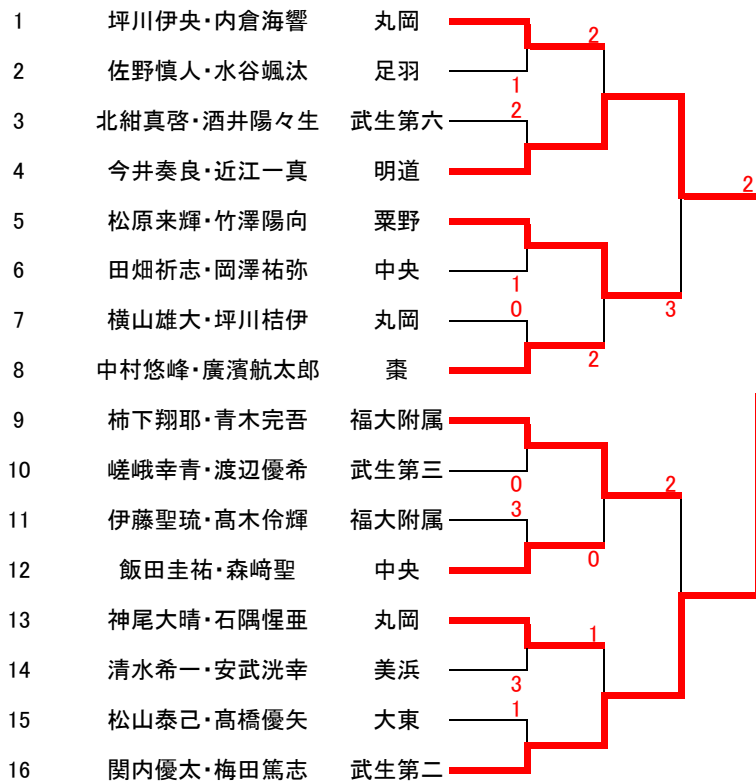 1 坪川伊央・内倉海響 丸岡
2
2 佐野慎人・水谷颯汰 足羽
1
2
3 北紺真啓・酒井陽々生 武生第六
4 今井奏良・近江一真 明道
2
5 松原来輝・竹澤陽向 粟野
6 田畑祈志・岡澤祐弥 中央
1
0 3
7 横山雄大・坪川桔伊 丸岡
2
8 中村悠峰・廣濱航太郎 棗
9 柿下翔耶・青木完吾 福大附属
10 嵯峨幸青・渡辺優希 武生第三
0 2
3
11 伊藤聖琉・髙木伶輝 福大附属
0
12 飯田圭祐・森﨑聖 中央
13 神尾大晴・石隅惺亜 丸岡
1
14 清水希一・安武洸幸 美浜
3
1
15 松山泰己・髙橋優矢 大東
16 関内優太・梅田篤志 武生第二